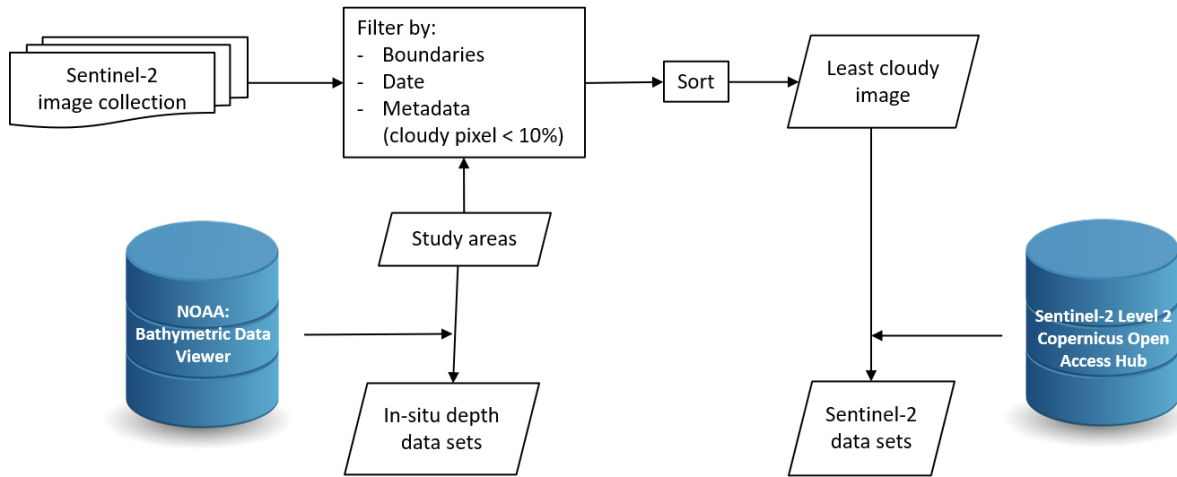 Sentinel-2
image collection
Filter by:
- Boundaries
- Date
- Metadata
(cloudy pixel < 10%)
Sort
Least cloudy
image
Study areas
NOAA:
Bathymetric Data
Viewer
Sentinel-2 Level 2
Copernicus Open
Access Hub
In-situ depth
data sets
Sentinel-2
data sets